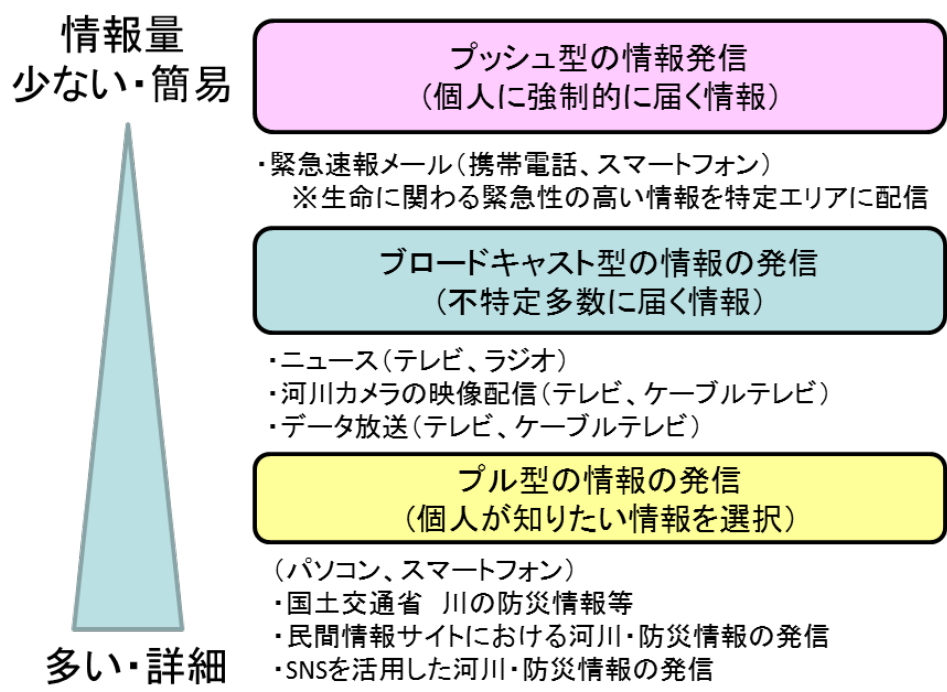 情報量
少ない・簡易
プッシュ型の情報発信
(個人に強制的に届く情報)
・緊急速報メール(携帯電話、スマートフォン)
※生命に関わる緊急性の高い情報を特定エリアに配信
ブロードキャスト型の情報の発信
(不特定多数に届く情報)
・ニュース(テレビ、ラジオ)
・河川カメラの映像配信(テレビ、ケーブルテレビ)
・データ放送(テレビ、ケーブルテレビ)
プル型の情報の発信
(個人が知りたい情報を選択)
(パソコン、スマートフォン)
・国土交通省　川の防災情報等
・民間情報サイトにおける河川・防災情報の発信
・SNSを活用した河川・防災情報の発信
多い・詳細